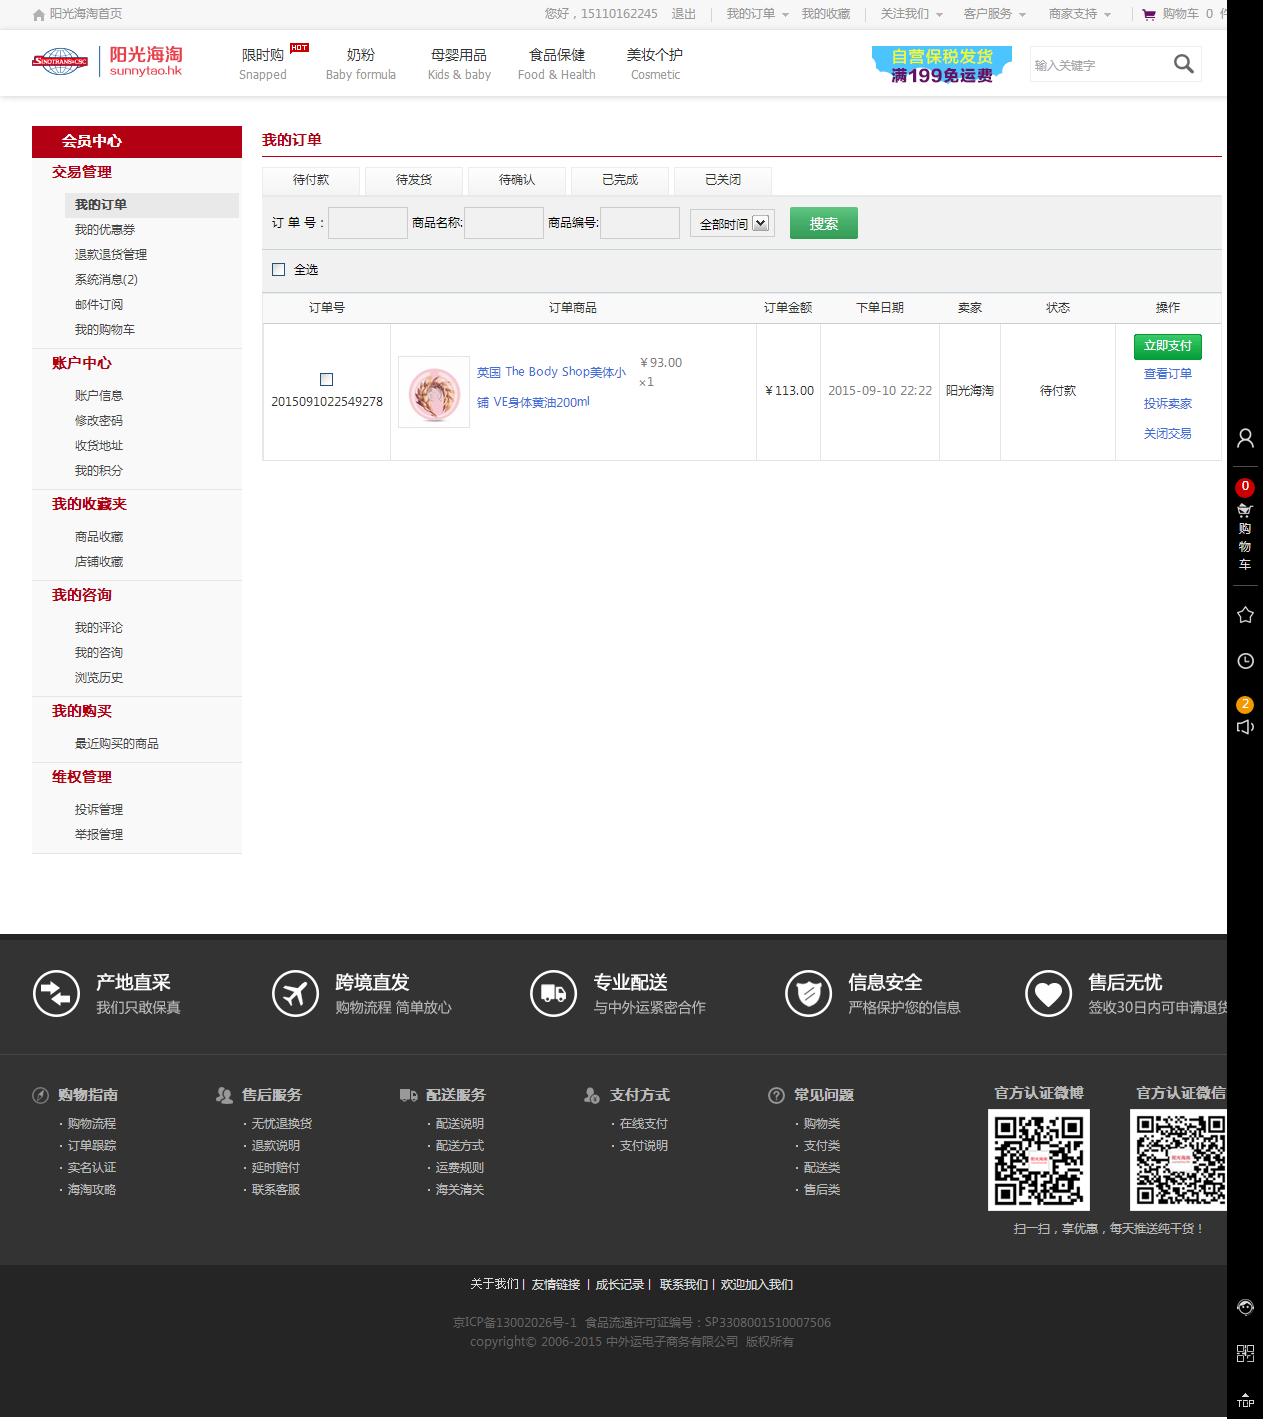 阳光海淘首页
您好，15110162245 退出 我的订单 我的收藏 关注我们 客户服务 商家支持 购物车 0
SINOTRANS&CSC 阳光海淘
sunnytao.hk
限时购 HOT 奶粉 母婴用品 食品保健 美妆个护
Snapped Baby formula Kids & baby Food & Health Cosmetic
自营保税发货
满199免运费
输入关键字
会员中心
交易管理
我的订单
我的优惠券
退款退货管理
系统消息(2)
邮件订阅
我的购物车
账户中心
账户信息
修改密码
收货地址
我的积分
我的收藏夹
商品收藏
店铺收藏
我的咨询
我的评论
我的咨询
浏览历史
我的购买
最近购买的商品
维权管理
投诉管理
举报管理
我的订单
待付款 待发货 待确认 已完成 已关闭
订 单 号： 商品名称: 商品编号: 全部时间 搜索
全选
订单号 订单商品 订单金额 下单日期 卖家 状态 操作
2015091022549278
英国 The Body Shop美体小
铺 VE身体黄油200ml
￥93.00
×1
￥113.00 2015-09-10 22:22 阳光海淘 待付款
立即支付
查看订单
投诉卖家
关闭交易
0
购
物
车
2
TOP
产地直采
我们只敢保真
跨境直发
购物流程 简单放心
专业配送
与中外运紧密合作
信息安全
严格保护您的信息
售后无忧
签收30日内可申请退货
购物指南
· 购物流程
· 订单跟踪
· 实名认证
· 海淘攻略
售后服务
· 无忧退换货
· 退款说明
· 延时赔付
· 联系客服
配送服务
· 配送说明
· 配送方式
· 运费规则
· 海关清关
支付方式
· 在线支付
· 支付说明
常见问题
· 购物类
· 支付类
· 配送类
· 售后类
官方认证微博 官方认证微信
扫一扫，享优惠，每天推送纯干货！
关于我们 | 友情链接 | 成长记录 | 联系我们 | 欢迎加入我们
京ICP备13002026号-1 食品流通许可证编号：SP3308001510007506
copyright© 2006-2015 中外运电子商务有限公司 版权所有